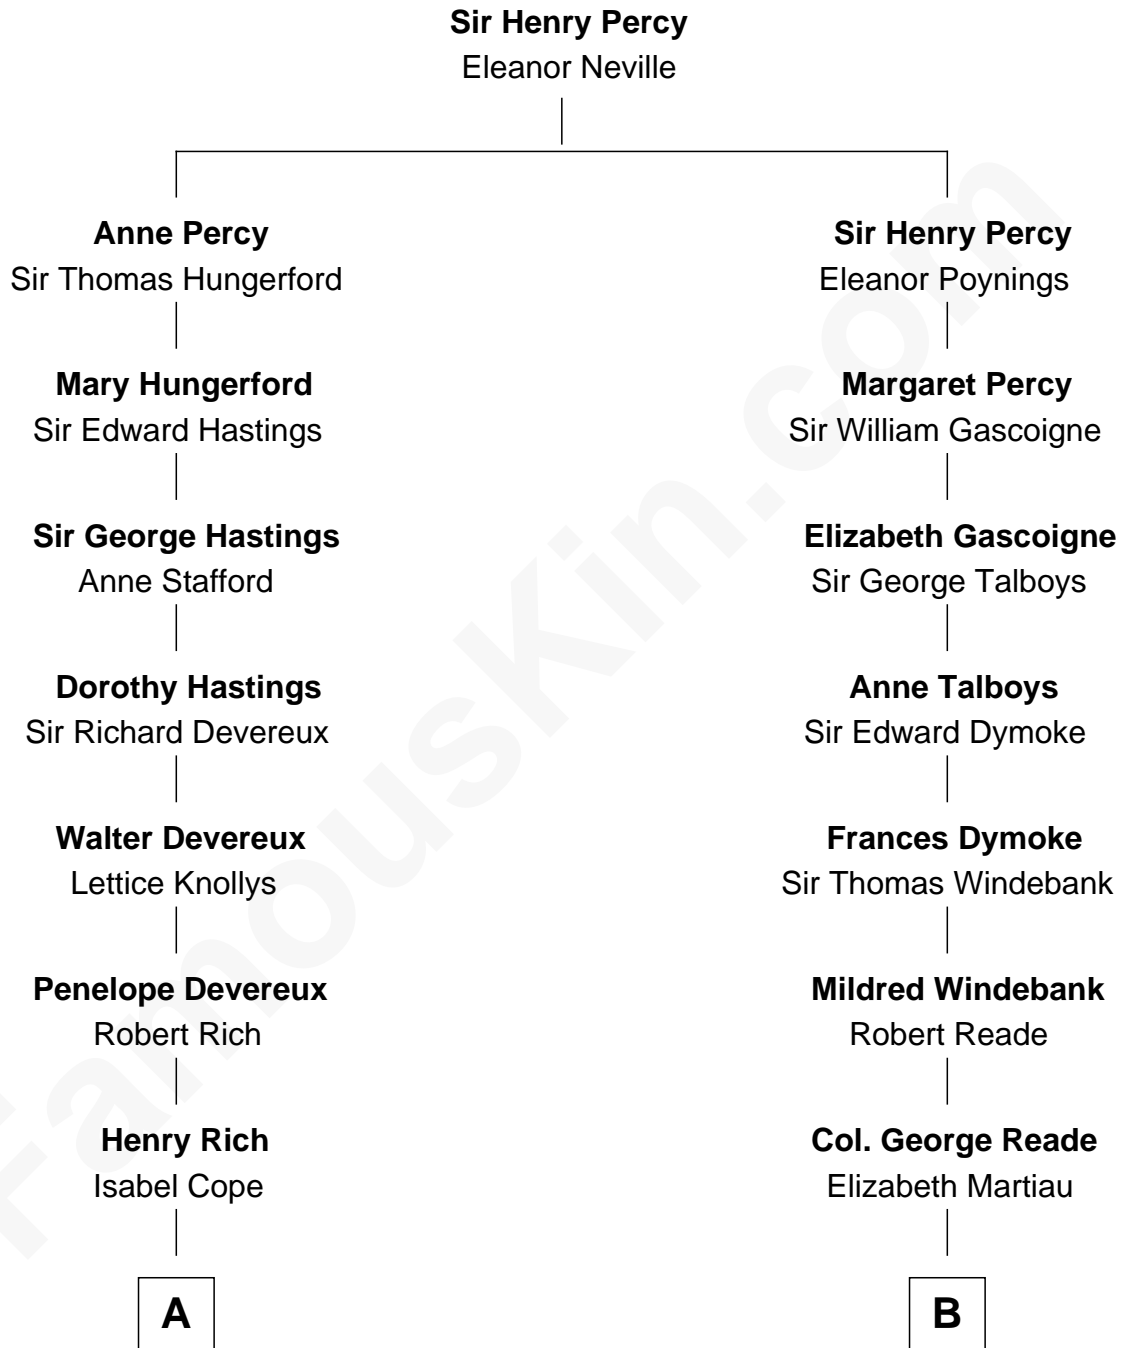 Sir Henry Percy
Eleanor Neville
Anne Percy
Sir Thomas Hungerford
Sir Henry Percy
Eleanor Poynings
Mary Hungerford
Sir Edward Hastings
Margaret Percy
Sir William Gascoigne
Sir George Hastings
Anne Stafford
Elizabeth Gascoigne
Sir George Talboys
Dorothy Hastings
Sir Richard Devereux
Anne Talboys
Sir Edward Dymoke
Walter Devereux
Lettice Knollys
Frances Dymoke
Sir Thomas Windebank
Penelope Devereux
Robert Rich
Mildred Windebank
Robert Reade
Henry Rich
Isabel Cope
Col. George Reade
Elizabeth Martiau
A
B
FamousKin.com